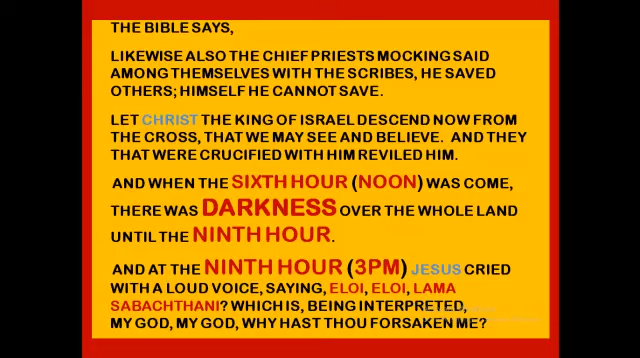 THE BIBLE SAYS,
LIKEWISE ALSO THE CHIEF PRIESTS MOCKING SAID
AMONG THEMSELVES WITH THE SCRIBES, HE SAVED
OTHERS; HIMSELF HE CANNOT SAVE.
LET CHRIST THE KING OF ISRAEL DESCEND NOW FROM
THE CROSS, THAT WE MAY SEE AND BELIEVE. AND THEY
THAT WERE CRUCIFIED WITH HIM REVILED HIM.
AND WHEN THE SIXTH HOUR (NOON) WAS COME,
THERE WAS DARKNESS OVER THE WHOLE LAND
UNTIL THE NINTH HOUR.
AND AT THE NINTH HOUR (3PM) JESUS CRIED
WITH A LOUD VOICE, SAYING, ELOI, ELOI, LAMA
SABACHTHANI? WHICH IS, BEING INTERPRETED,
MY GOD, MY GOD, WHY HAST THOU FORSAKEN ME?